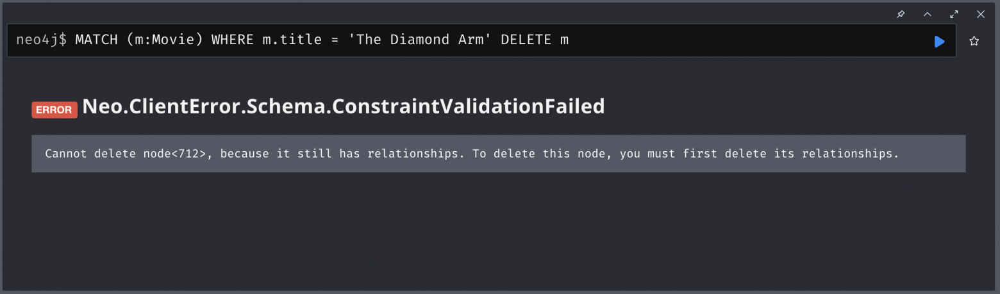 neo4j$ MATCH (m:Movie) WHERE m.title = 'The Diamond Arm' DELETE m
ERROR Neo.ClientError.Schema.ConstraintValidationFailed
Cannot delete node<712>, because it still has relationships. To delete this node, you must first delete its relationships.